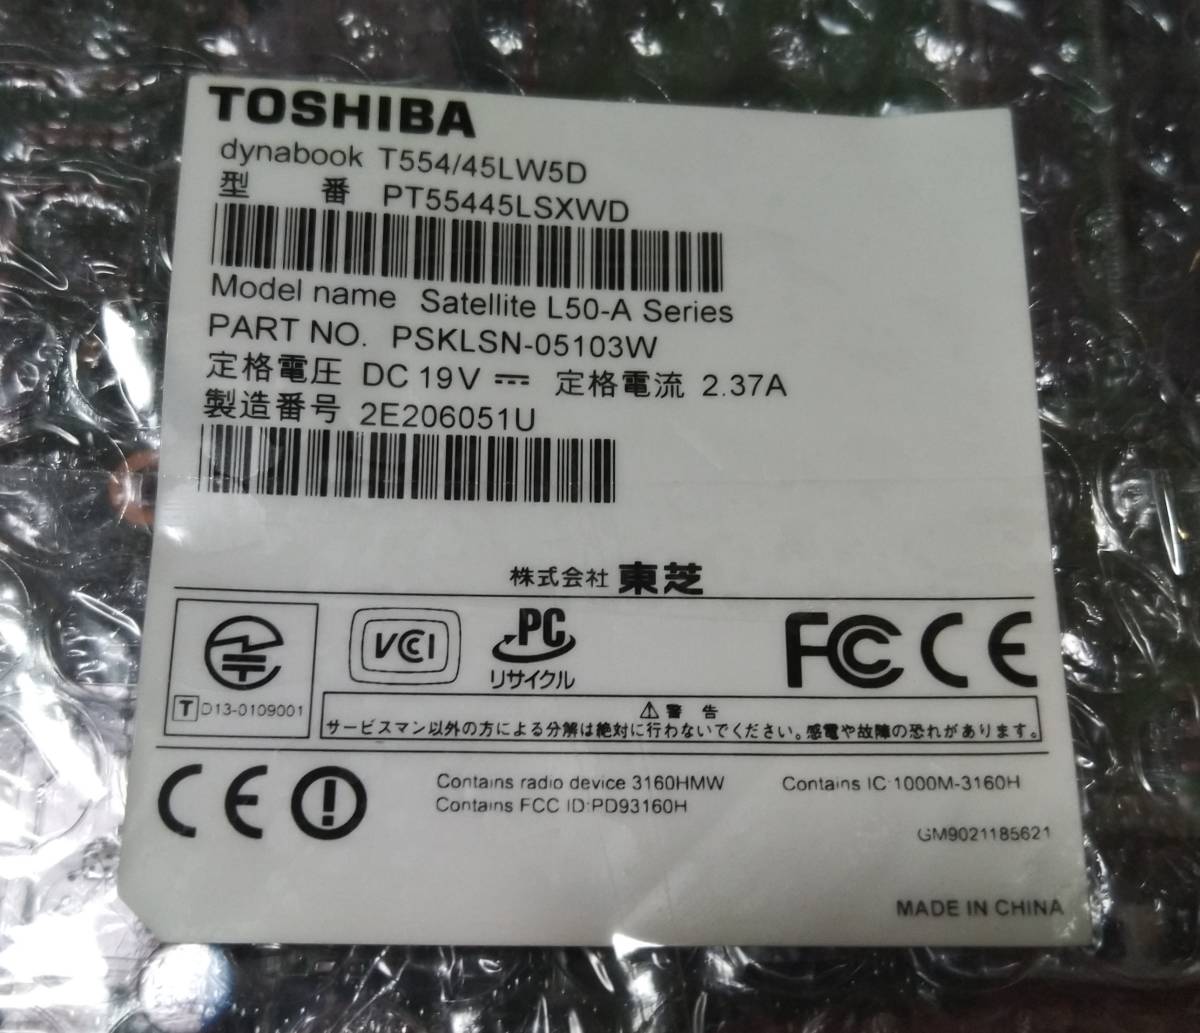 TOSHIBA
dynabook T554/45LW5D
型 番 PT55445LSXWD
Model name Satellite L50-A Series
PART NO. PSKLSN-05103W
定格電圧 DC 19V ⎓ 定格電流 2.37A
製造番号 2E206051U
株式会社 東芝
VCCI
PC
リサイクル
FCC CE
T D13-0109001
⚠ 警 告
サービスマン以外の方による分解は絶対に行わないでください。感電や故障の恐れがあります。
CE
Contains radio device 3160HMW Contains IC:1000M-3160H
Contains FCC ID:PD93160H
GM9021185621
MADE IN CHINA